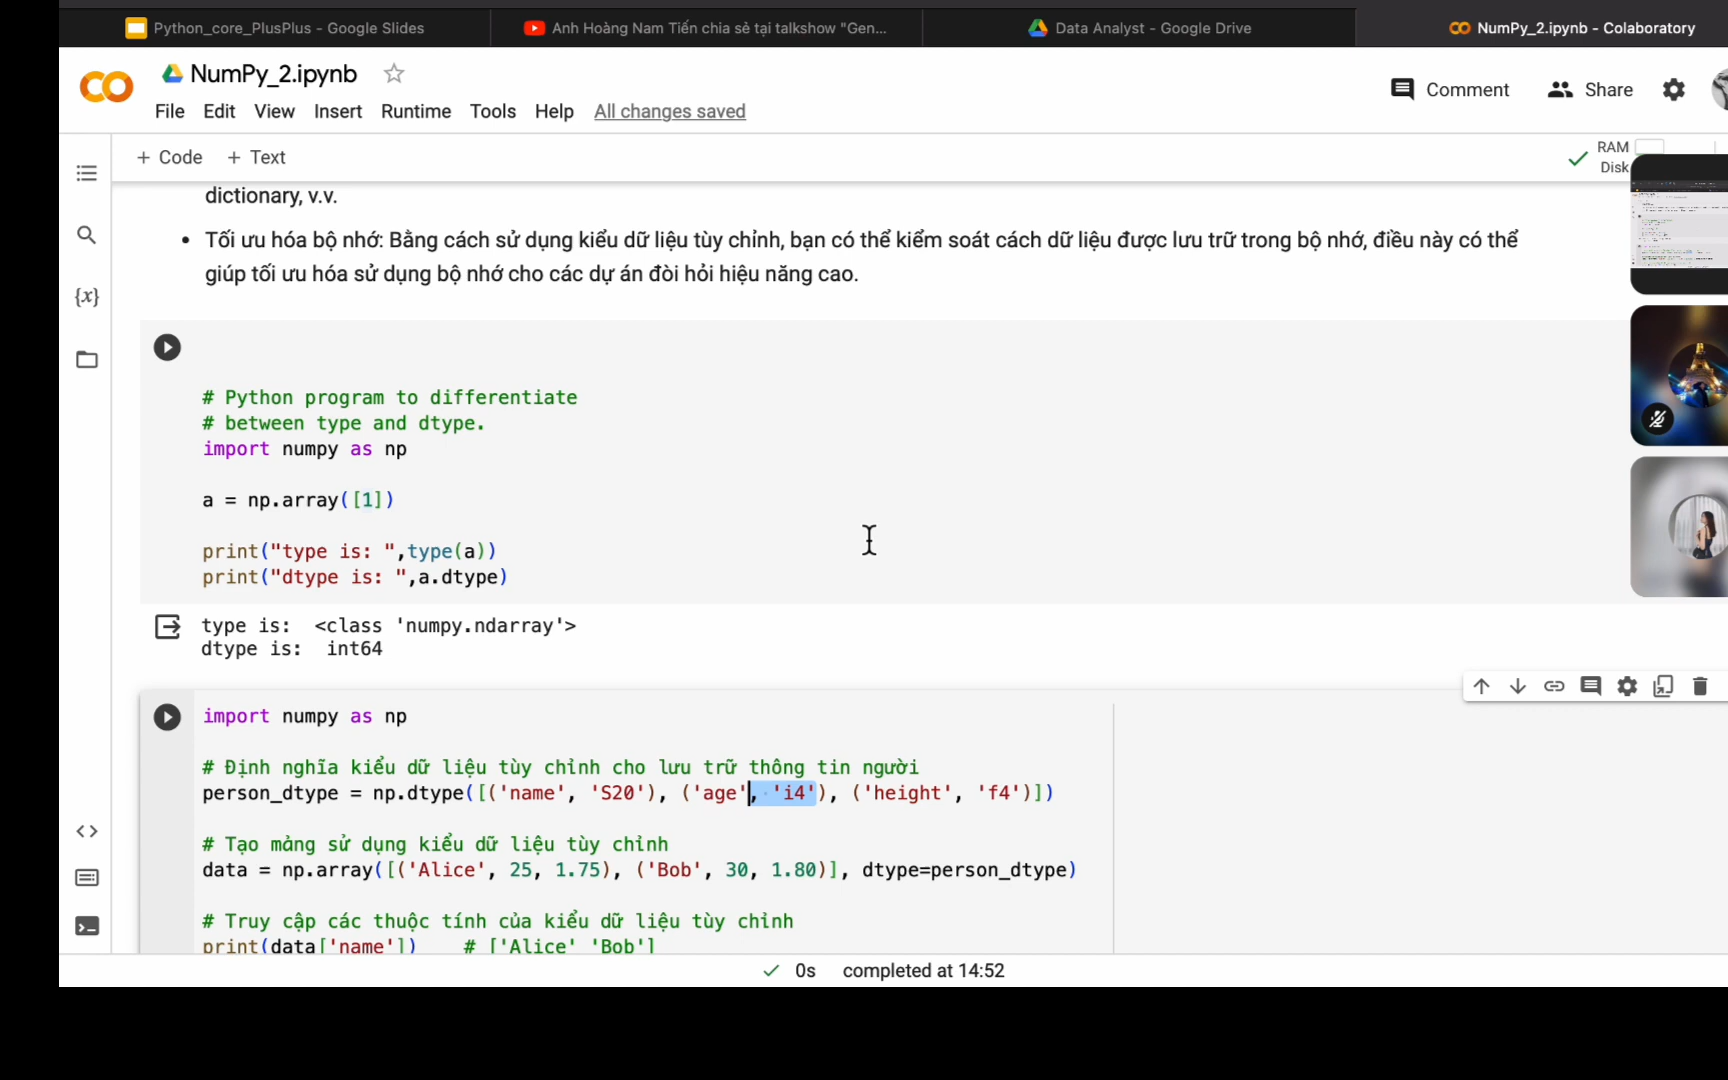 Python_core_PlusPlus - Google Slides
Anh Hoàng Nam Tiến chia sẻ tại talkshow "Gen...
Data Analyst - Google Drive
NumPy_2.ipynb - Colaboratory
NumPy_2.ipynb
Comment
Share
File Edit View Insert Runtime Tools Help All changes saved
+ Code + Text
RAM
Disk
dictionary, v.v.
• Tối ưu hóa bộ nhớ: Bằng cách sử dụng kiểu dữ liệu tùy chỉnh, bạn có thể kiểm soát cách dữ liệu được lưu trữ trong bộ nhớ, điều này có thể
giúp tối ưu hóa sử dụng bộ nhớ cho các dự án đòi hỏi hiệu năng cao.
{x}
# Python program to differentiate
# between type and dtype.
import numpy as np
a = np.array([1])
print("type is: ",type(a))
print("dtype is: ",a.dtype)
type is:  <class 'numpy.ndarray'>
dtype is:  int64
import numpy as np
# Định nghĩa kiểu dữ liệu tùy chỉnh cho lưu trữ thông tin người
person_dtype = np.dtype([('name', 'S20'), ('age', 'i4'), ('height', 'f4')])
# Tạo mảng sử dụng kiểu dữ liệu tùy chỉnh
data = np.array([('Alice', 25, 1.75), ('Bob', 30, 1.80)], dtype=person_dtype)
# Truy cập các thuộc tính của kiểu dữ liệu tùy chỉnh
print(data['name'])    # ['Alice' 'Bob']
0s completed at 14:52